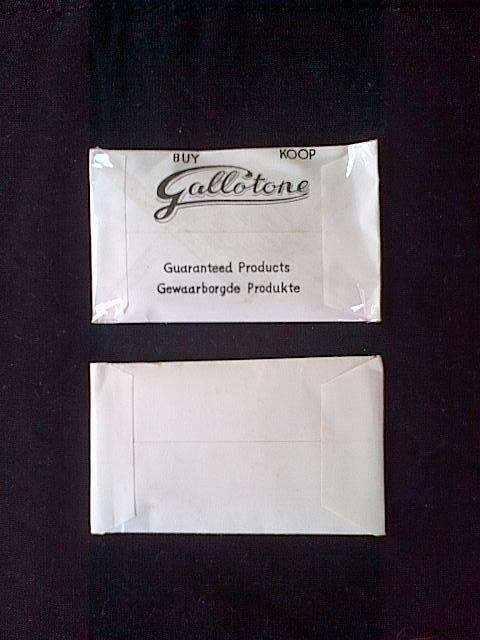 BUY KOOP
Gallotone
Guaranteed Products
Gewaarborgde Produkte